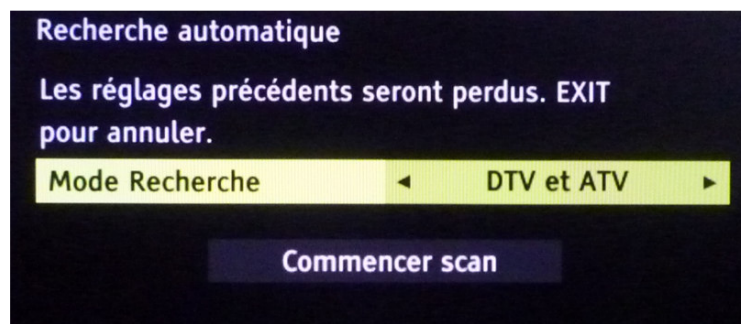 Recherche automatique
Les réglages précédents seront perdus. EXIT
pour annuler.
Mode Recherche ◄ DTV et ATV ►
Commencer scan